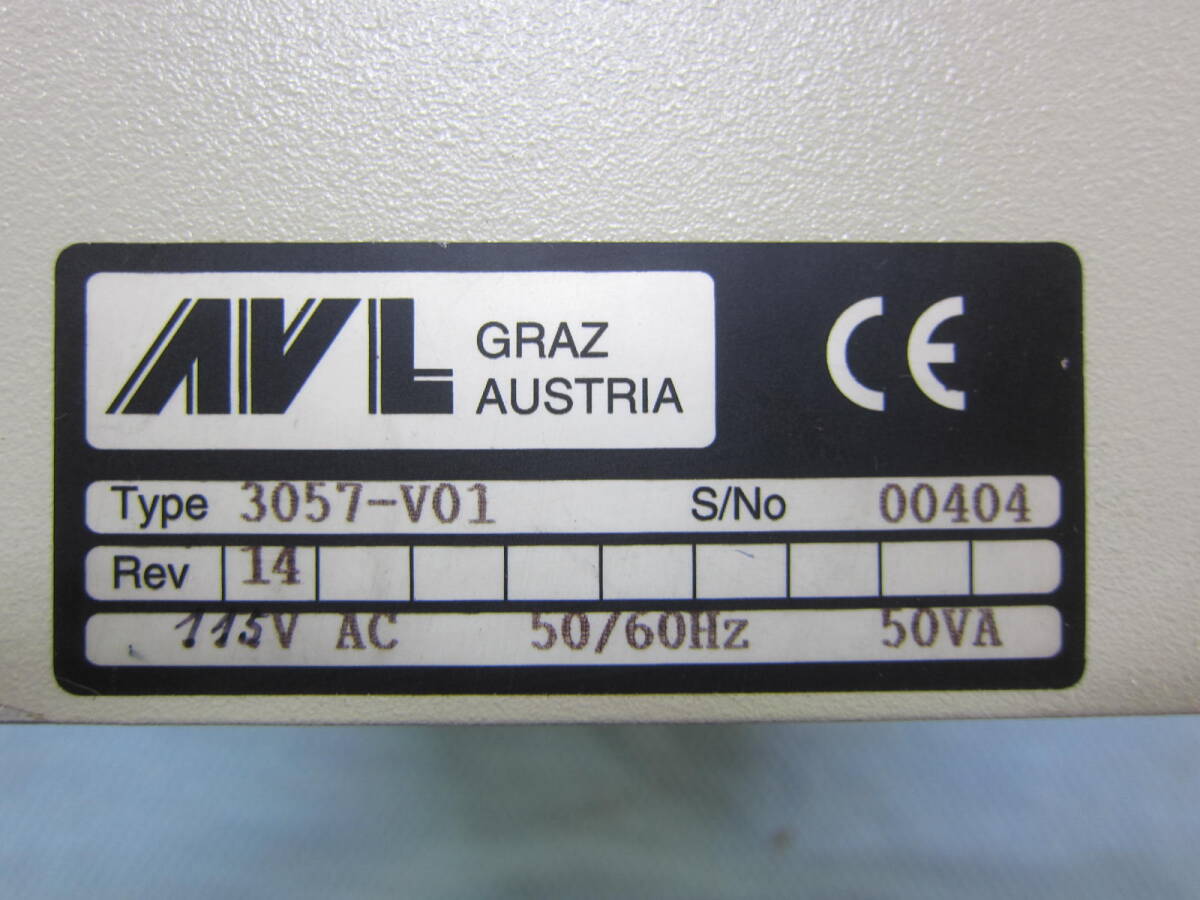 AVL GRAZ
AUSTRIA
CE
Type 3057-V01 S/No 00404
Rev 14
115V AC 50/60Hz 50VA